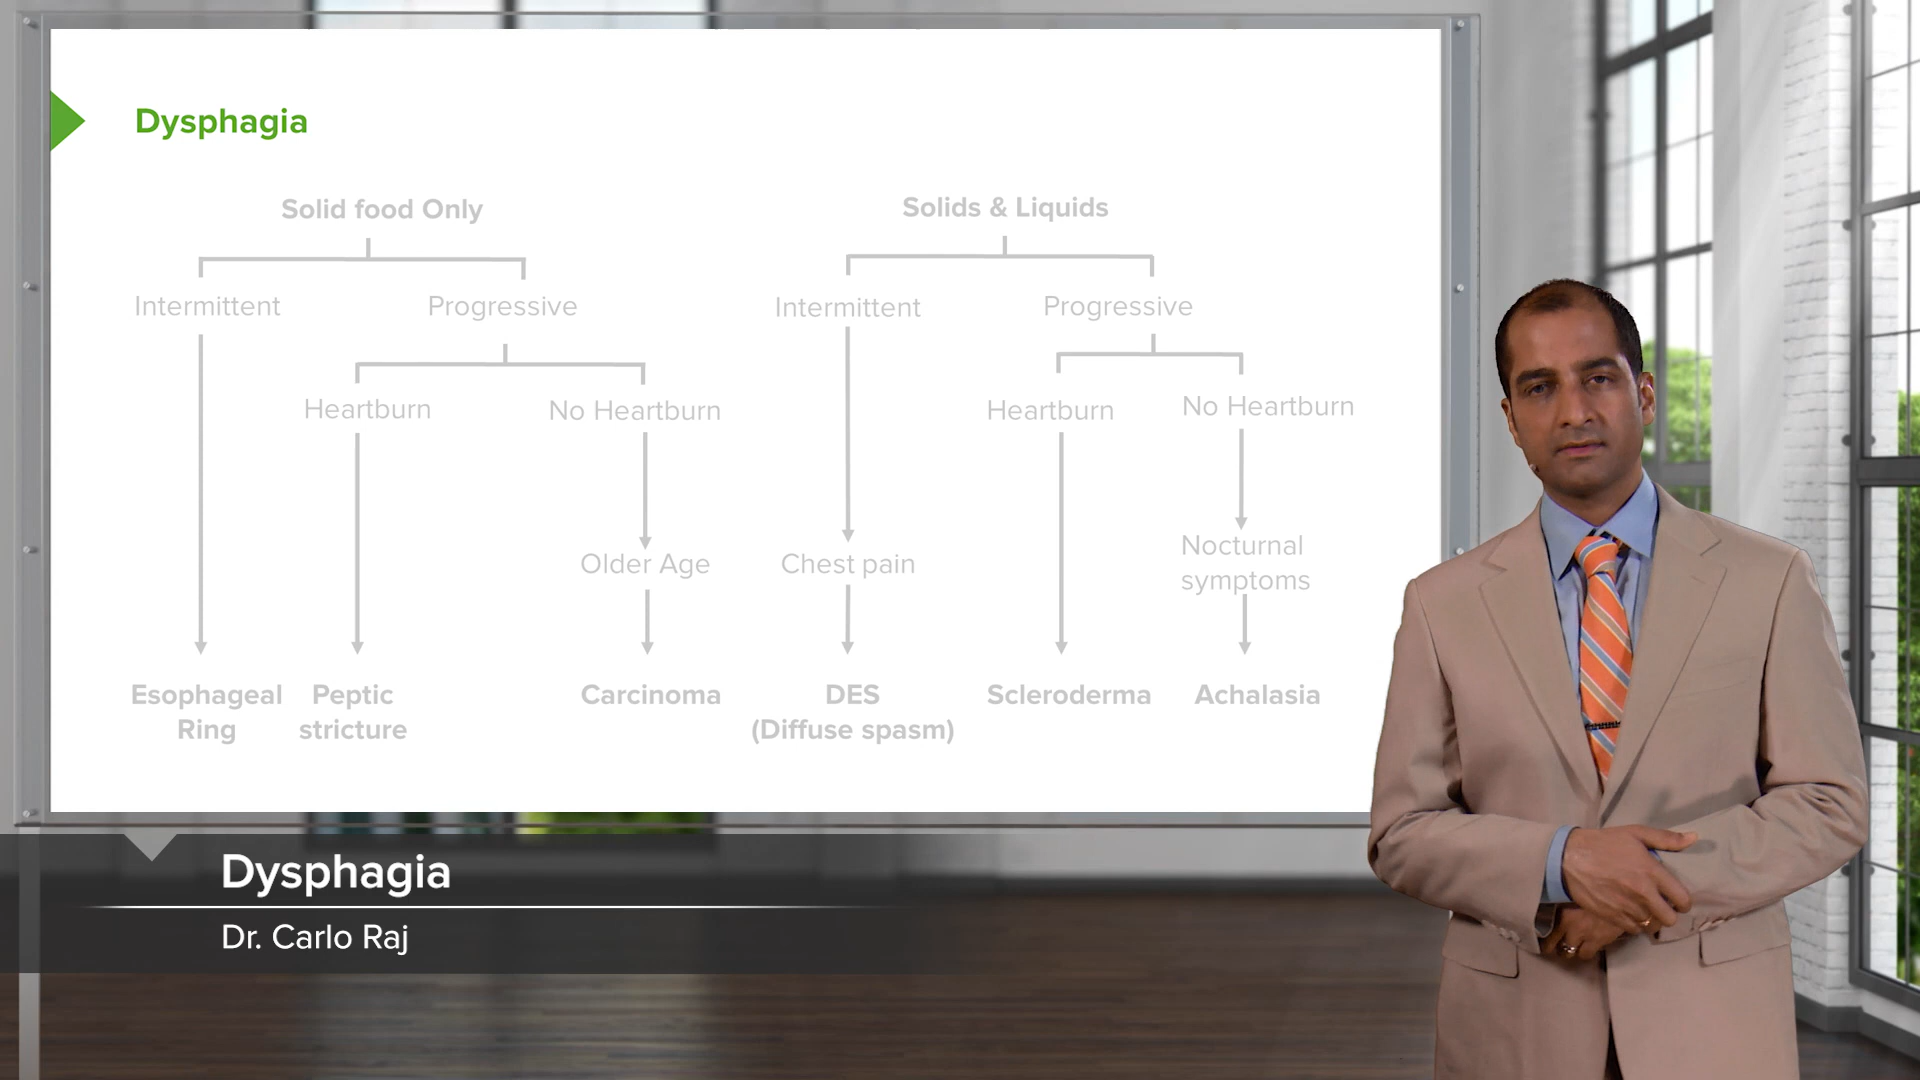 Dysphagia
Solid food Only
Solids & Liquids
Intermittent
Progressive
Intermittent
Progressive
Heartburn
No Heartburn
Heartburn
No Heartburn
Older Age
Chest pain
Nocturnal
symptoms
Esophageal
Ring
Peptic
stricture
Carcinoma
DES
(Diffuse spasm)
Scleroderma
Achalasia
Dysphagia
Dr. Carlo Raj